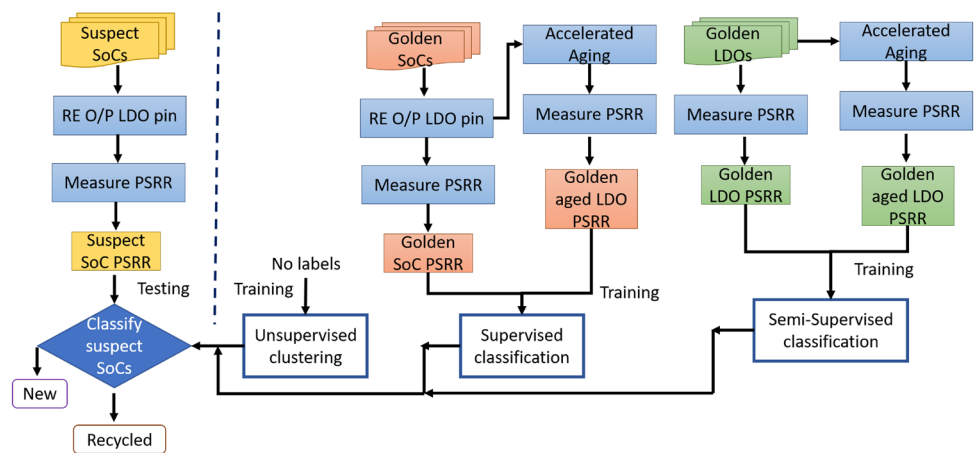 Suspect
SoCs
RE O/P LDO pin
Measure PSRR
Suspect
SoC PSRR
Testing
Classify
suspect
SoCs
New
Recycled
No labels
Training
Unsupervised
clustering
Golden
SoCs
RE O/P LDO pin
Measure PSRR
Golden
SoC PSRR
Accelerated
Aging
Measure PSRR
Golden
aged LDO
PSRR
Training
Supervised
classification
Golden
LDOs
Measure PSRR
Golden
LDO PSRR
Accelerated
Aging
Measure PSRR
Golden
aged LDO
PSRR
Training
Semi-Supervised
classification